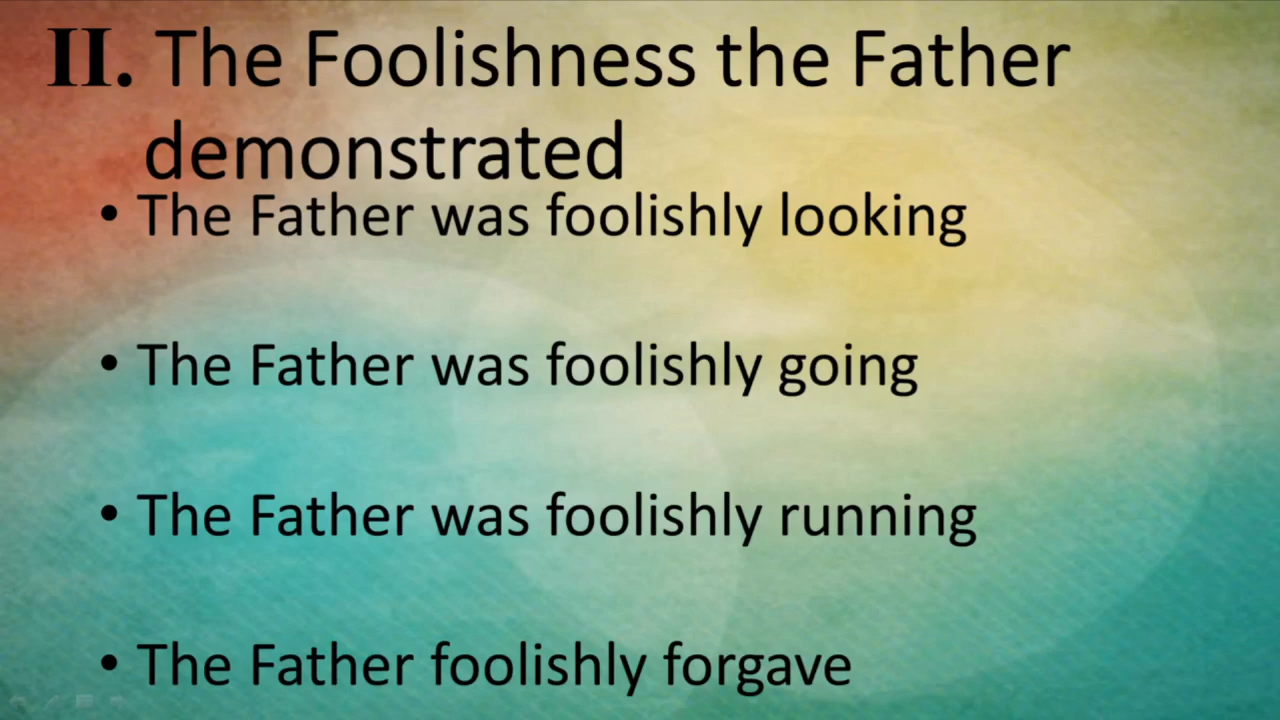 II. The Foolishness the Father
demonstrated
• The Father was foolishly looking
• The Father was foolishly going
• The Father was foolishly running
• The Father foolishly forgave